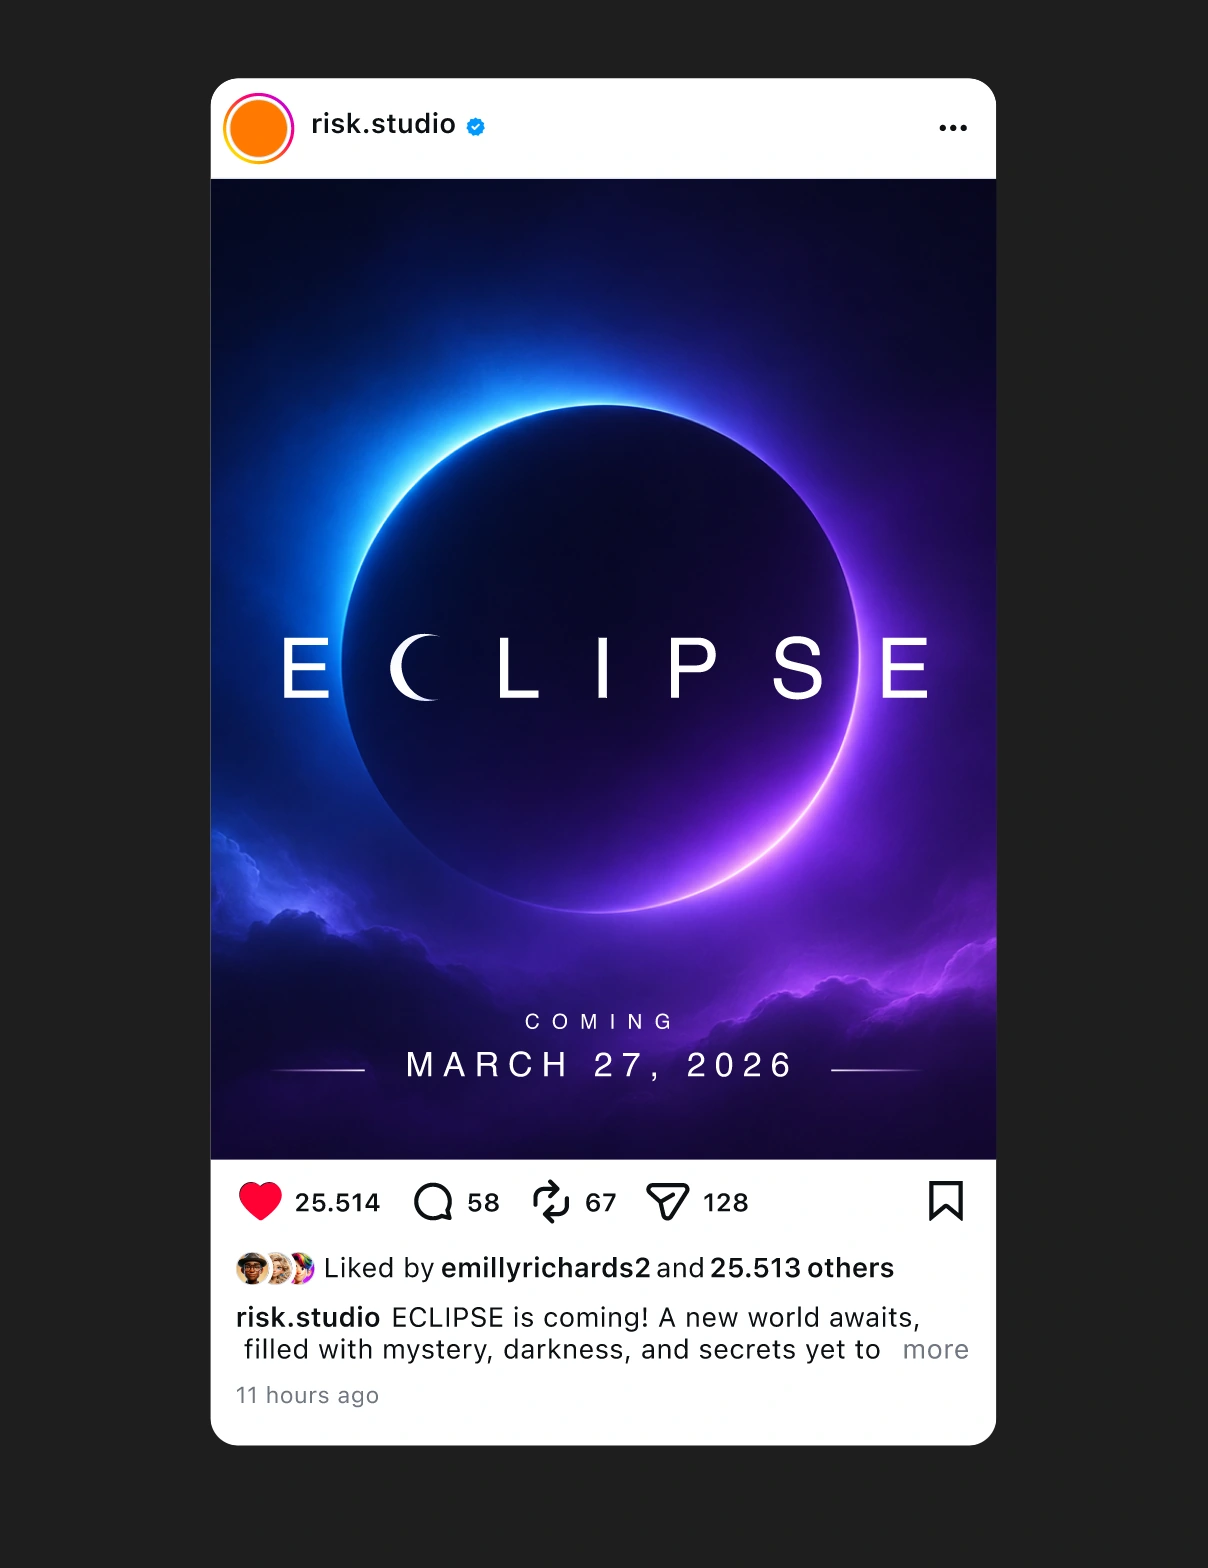 risk.studio
ECLIPSE
COMING
MARCH 27, 2026
25.514 58 67 128
Liked by emillyrichards2 and 25.513 others
risk.studio ECLIPSE is coming! A new world awaits,
filled with mystery, darkness, and secrets yet to more
11 hours ago